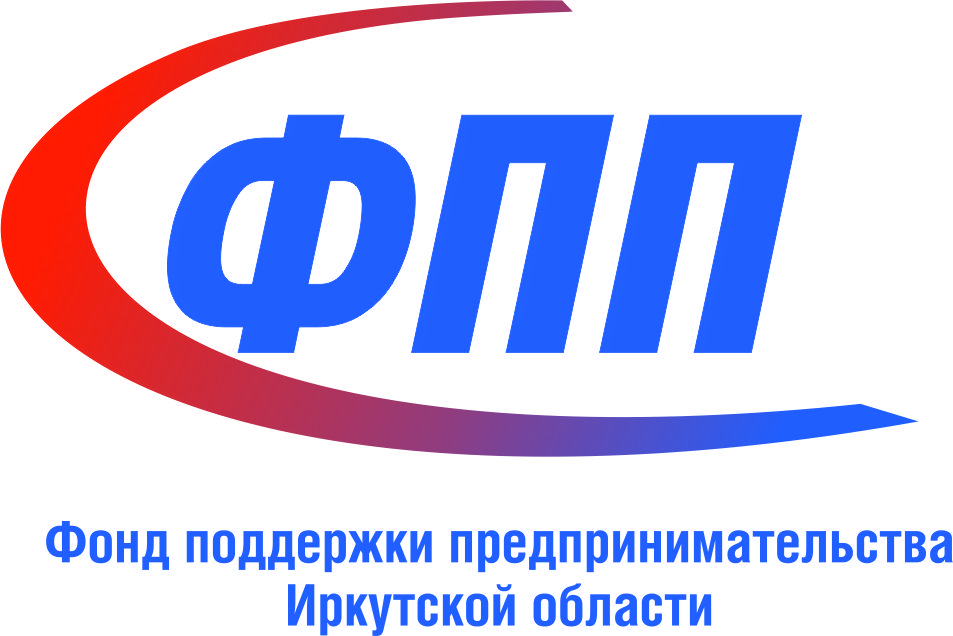 ФПП
Фонд поддержки предпринимательства
Иркутской области